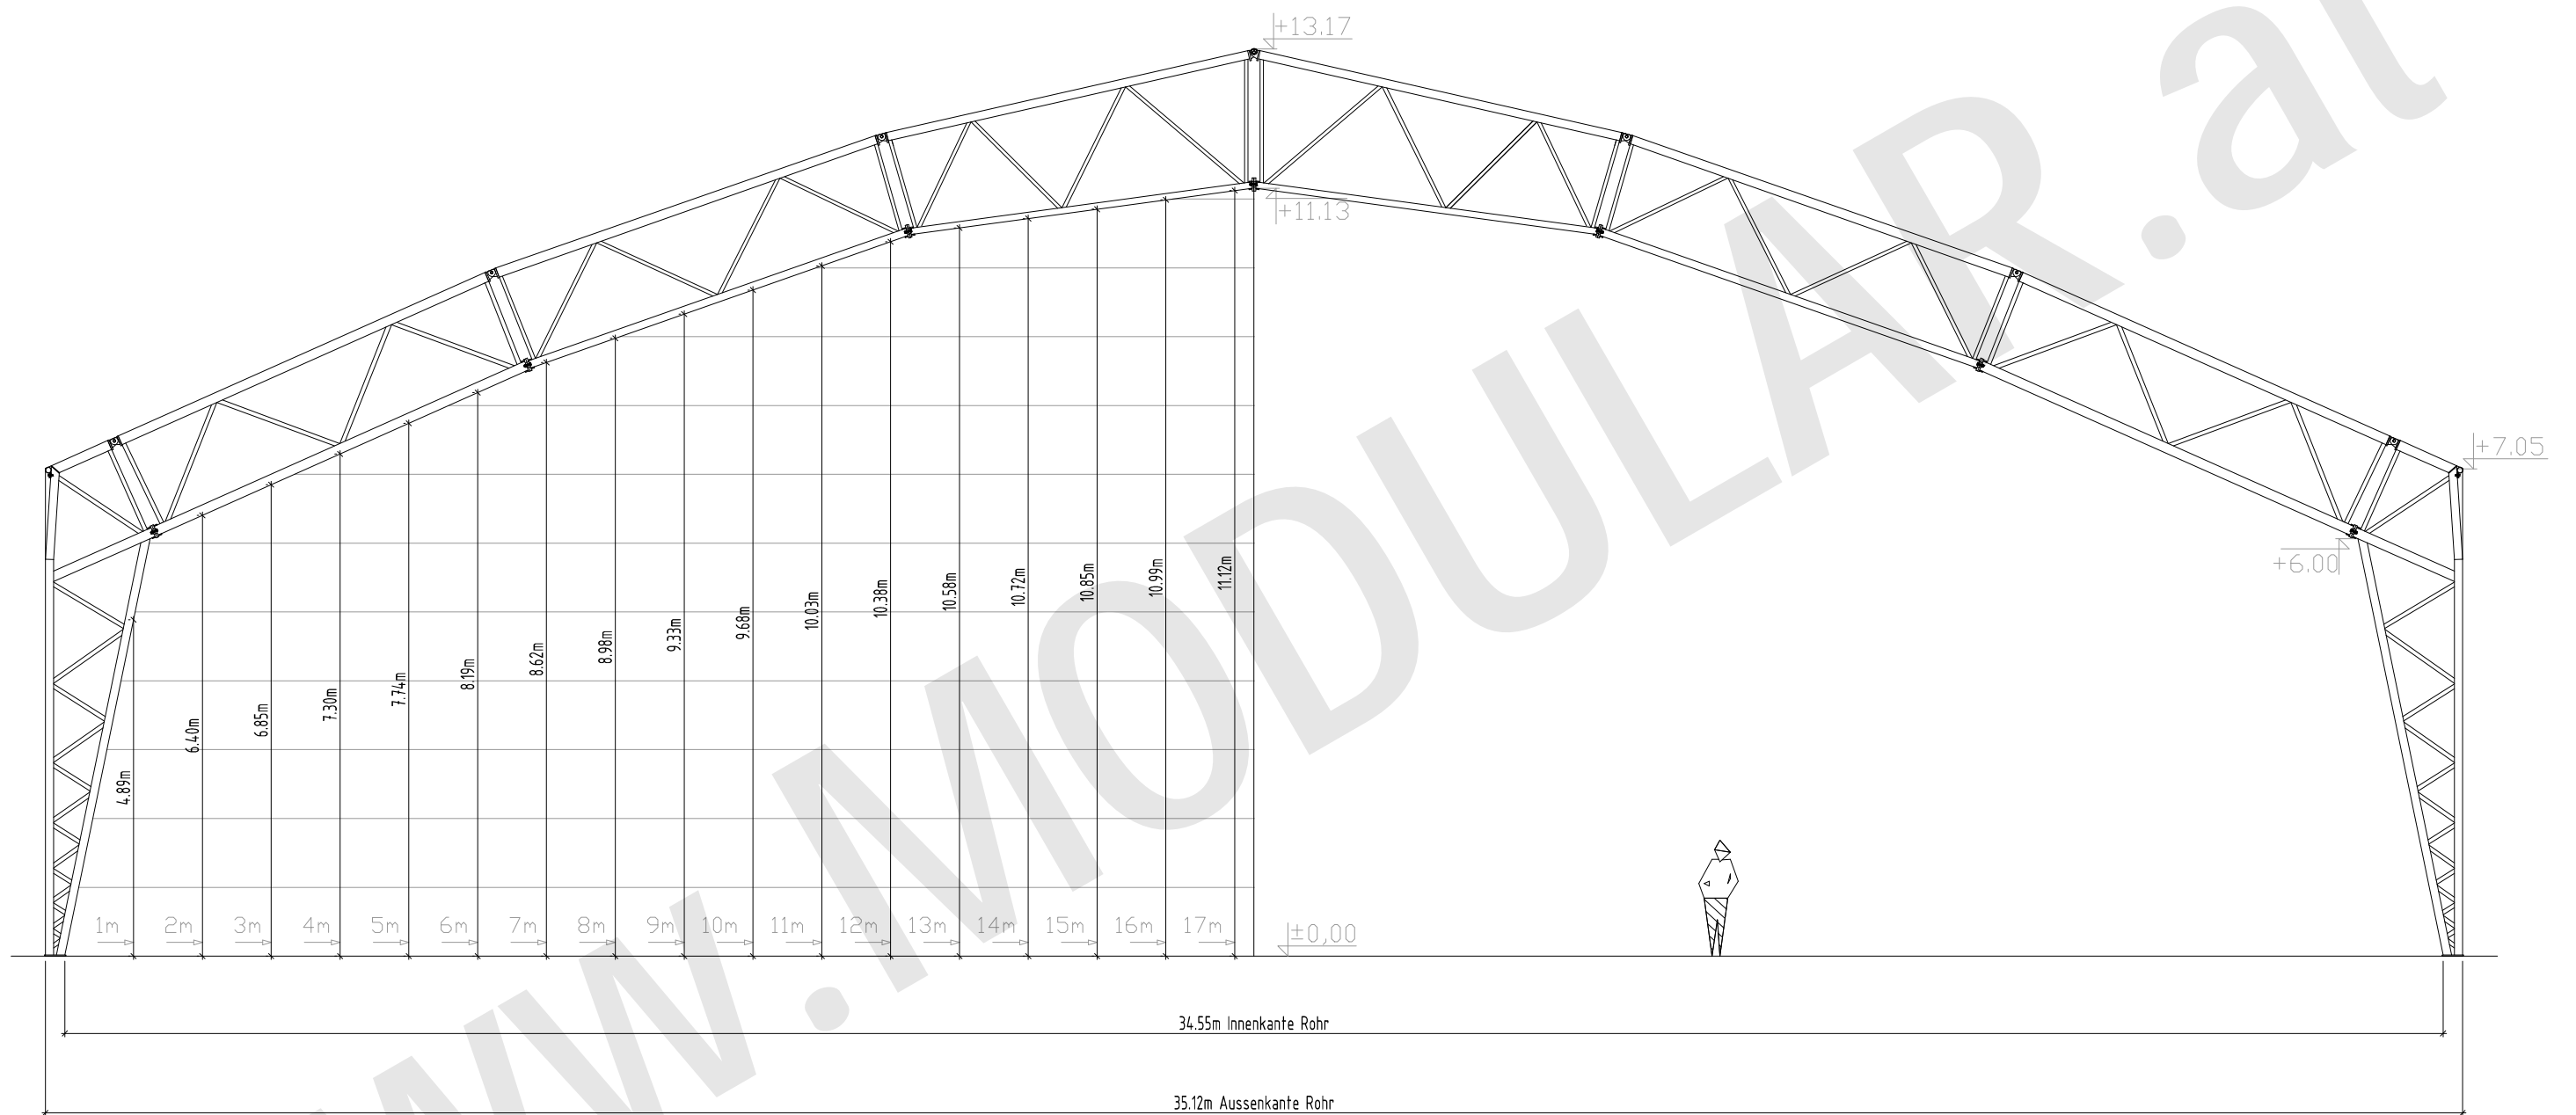 +13.17
+11.13
+7.05
+6.00
4.89m
6.40m
6.85m
7.30m
7.74m
8.19m
8.62m
8.98m
9.33m
9.68m
10.03m
10.38m
10.58m
10.72m
10.85m
10.99m
11.12m
1m
2m
3m
4m
5m
6m
7m
8m
9m
10m
11m
12m
13m
14m
15m
16m
17m
±0,00
34.55m Innenkante Rohr
35.12m Aussenkante Rohr
w.MODULAR.at